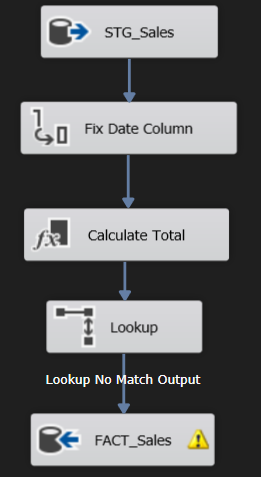 STG_Sales
Fix Date Column
Calculate Total
Lookup
Lookup No Match Output
FACT_Sales